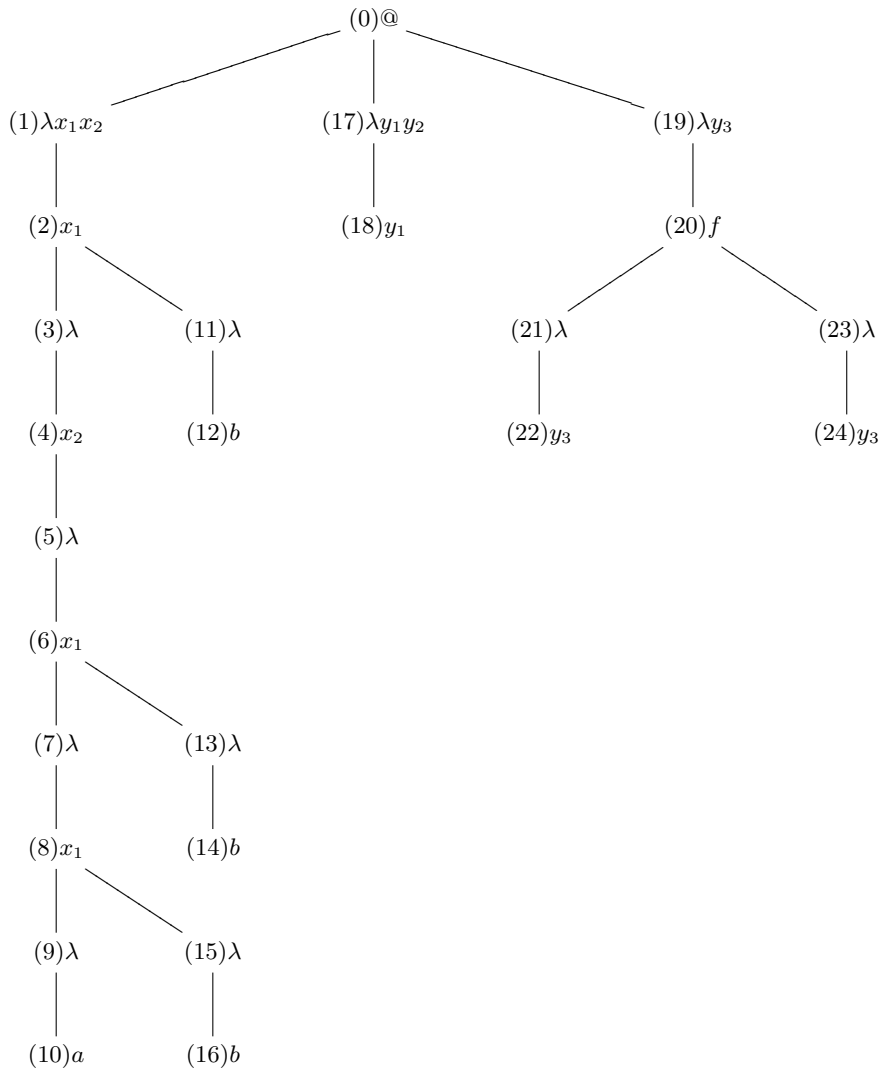 (0)@
(1)λx₁x₂ (17)λy₁y₂ (19)λy₃
(2)x₁ (18)y₁ (20)f
(3)λ (11)λ (21)λ (23)λ
(4)x₂ (12)b (22)y₃ (24)y₃
(5)λ
(6)x₁
(7)λ (13)λ
(8)x₁ (14)b
(9)λ (15)λ
(10)a (16)b